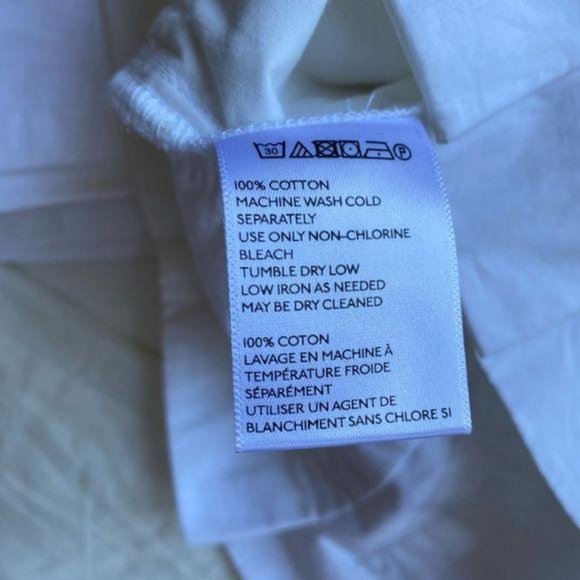 30 P
100% COTTON
MACHINE WASH COLD
SEPARATELY
USE ONLY NON-CHLORINE
BLEACH
TUMBLE DRY LOW
LOW IRON AS NEEDED
MAY BE DRY CLEANED
100% COTON
LAVAGE EN MACHINE À
TEMPÉRATURE FROIDE
SÉPARÉMENT
UTILISER UN AGENT DE
BLANCHIMENT SANS CHLORE SI